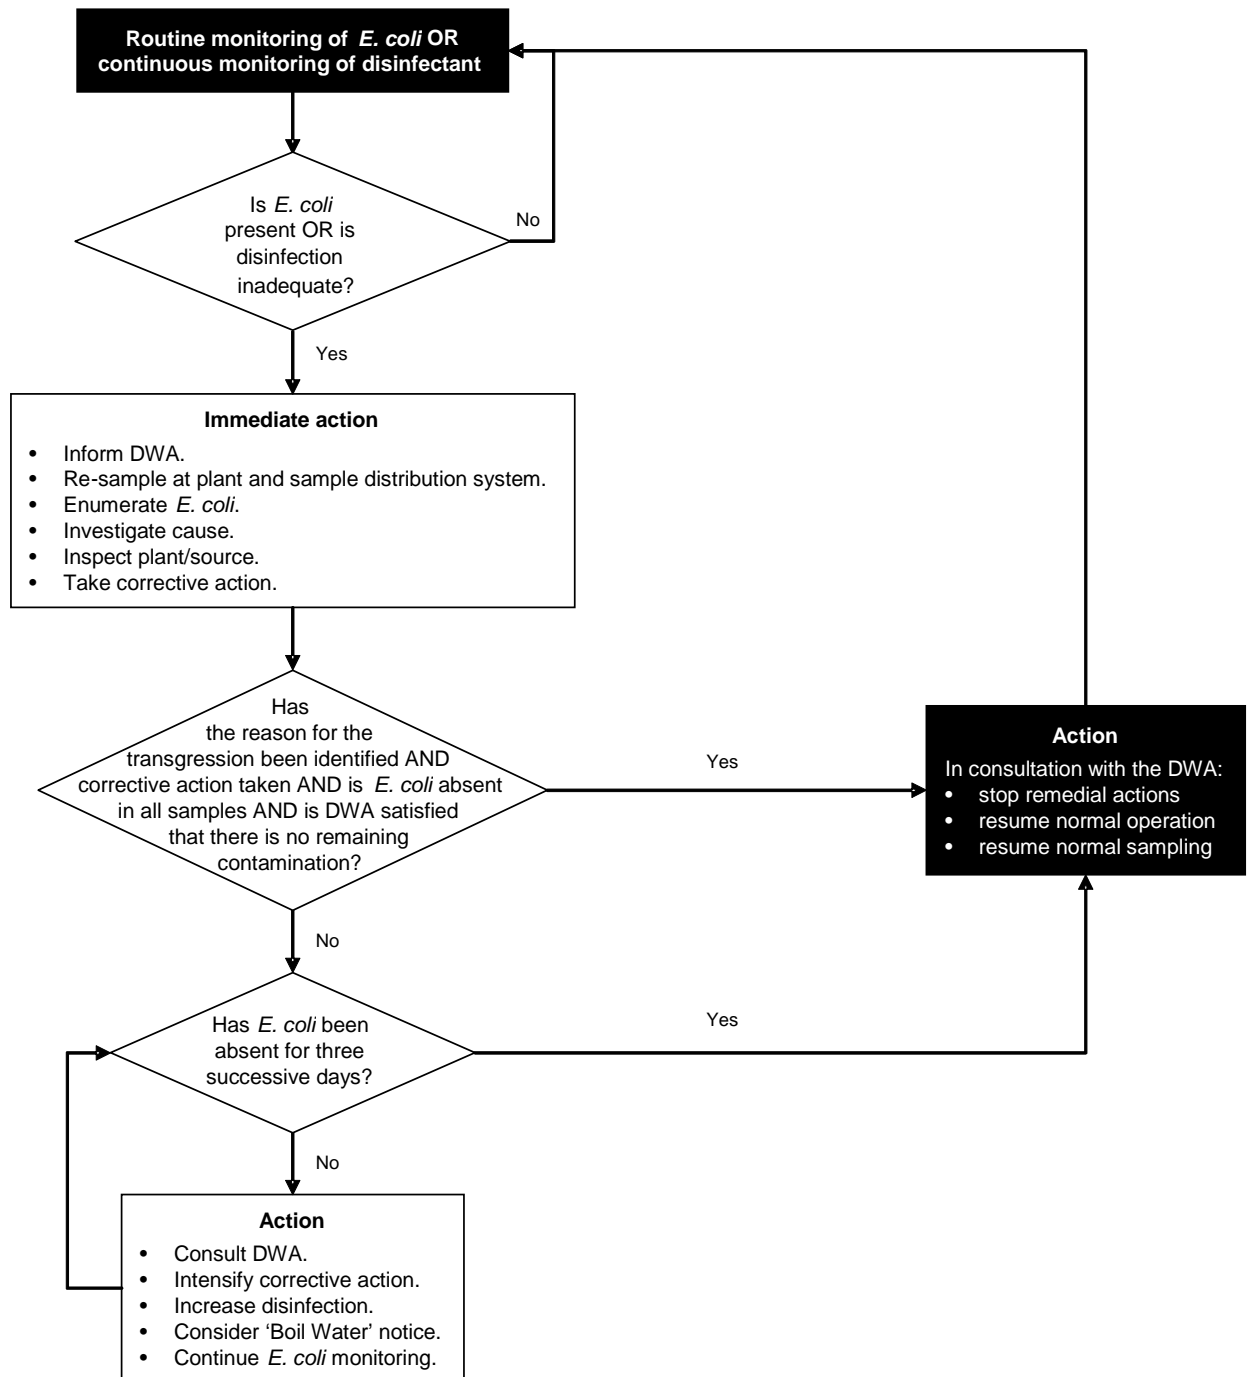 Routine monitoring of E. coli OR
continuous monitoring of disinfectant
Is E. coli
present OR is
disinfection
inadequate?
No
Yes
Immediate action
• Inform DWA.
• Re-sample at plant and sample distribution system.
• Enumerate E. coli.
• Investigate cause.
• Inspect plant/source.
• Take corrective action.
Has
the reason for the
transgression been identified AND
corrective action taken AND is E. coli absent
in all samples AND is DWA satisfied
that there is no remaining
contamination?
Yes
Action
In consultation with the DWA:
• stop remedial actions
• resume normal operation
• resume normal sampling
No
Has E. coli been
absent for three
successive days?
Yes
No
Action
• Consult DWA.
• Intensify corrective action.
• Increase disinfection.
• Consider ‘Boil Water’ notice.
• Continue E. coli monitoring.